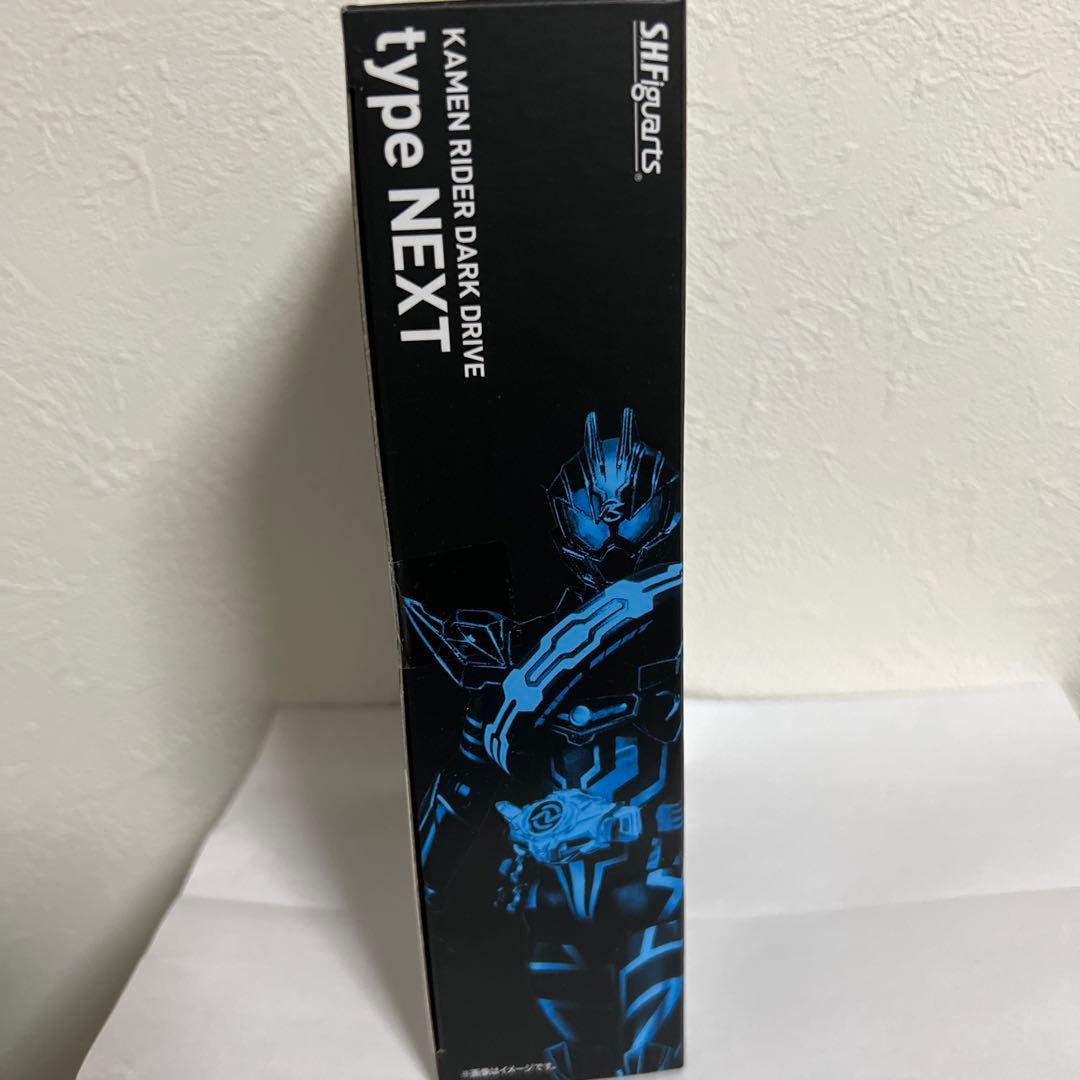 S.H.Figuarts®
KAMEN RIDER DARK DRIVE
type NEXT
※画像はイメージです。